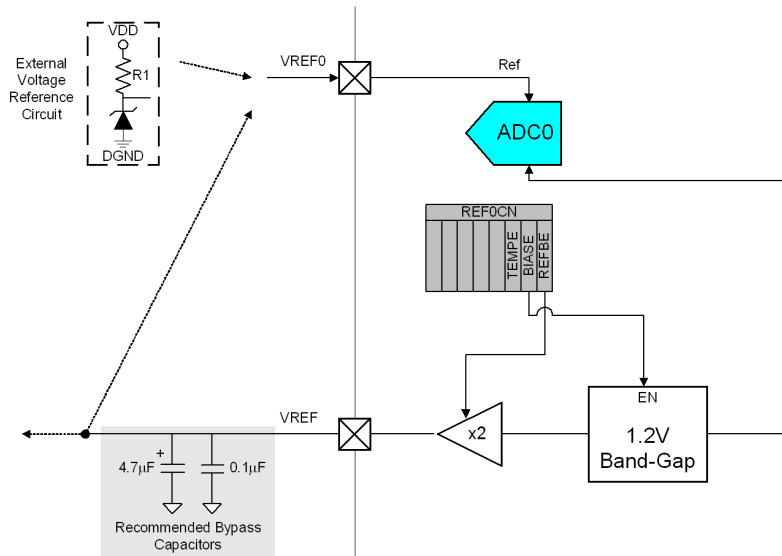 External
Voltage
Reference
Circuit
VDD
R1
DGND
VREF0
Ref
ADC0
REF0CN
TEMPE
BIASE
REFBE
EN
1.2V
Band-Gap
x2
VREF
+
4.7μF
0.1μF
Recommended Bypass
Capacitors